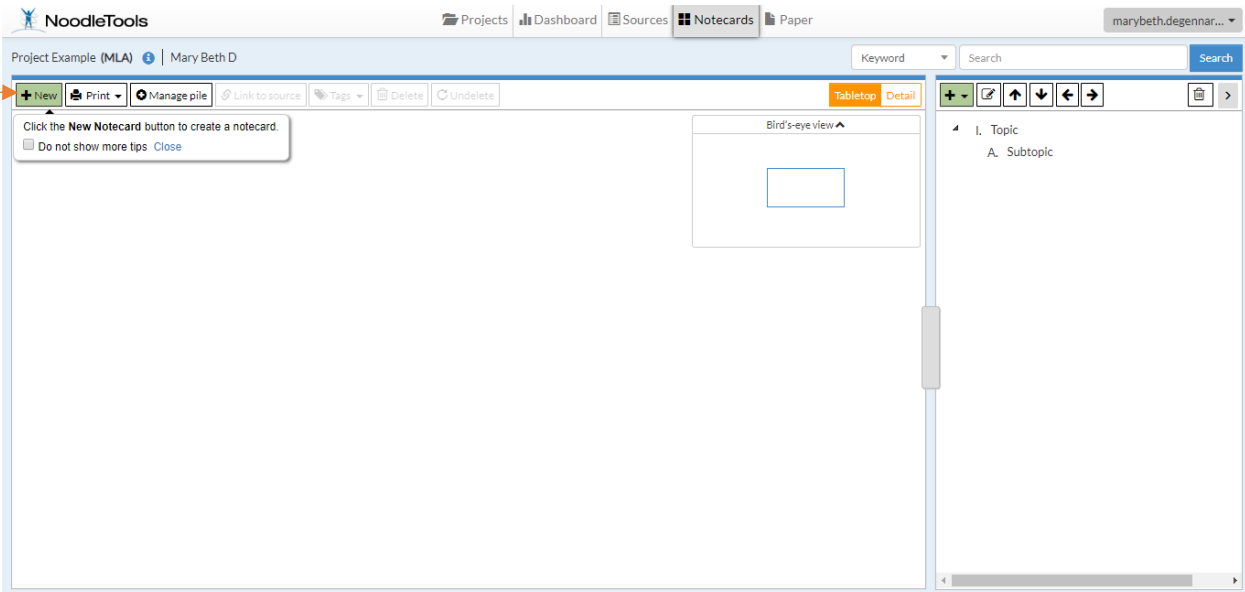 NoodleTools Projects Dashboard Sources Notecards Paper marybeth.degennar...
Project Example (MLA) Mary Beth D Keyword Search Search
New Print Manage pile Link to source Tags Delete Undelete Tabletop Detail
Click the New Notecard button to create a notecard.
Do not show more tips Close
Bird's-eye view
I. Topic
A. Subtopic